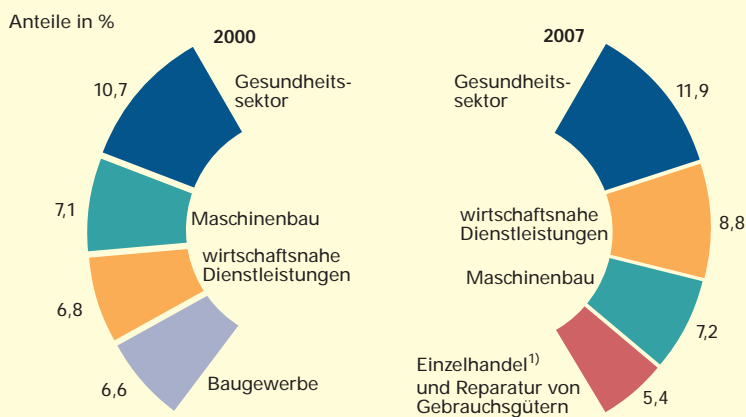 Anteile in %
2000
10,7
Gesundheits-
sektor
7,1
Maschinenbau
wirtschaftsnahe
Dienstleistungen
6,8
6,6
Baugewerbe
2007
Gesundheits-
sektor
11,9
wirtschaftsnahe
Dienstleistungen
8,8
Maschinenbau
7,2
Einzelhandel1)
und Reparatur von
Gebrauchsgütern
5,4